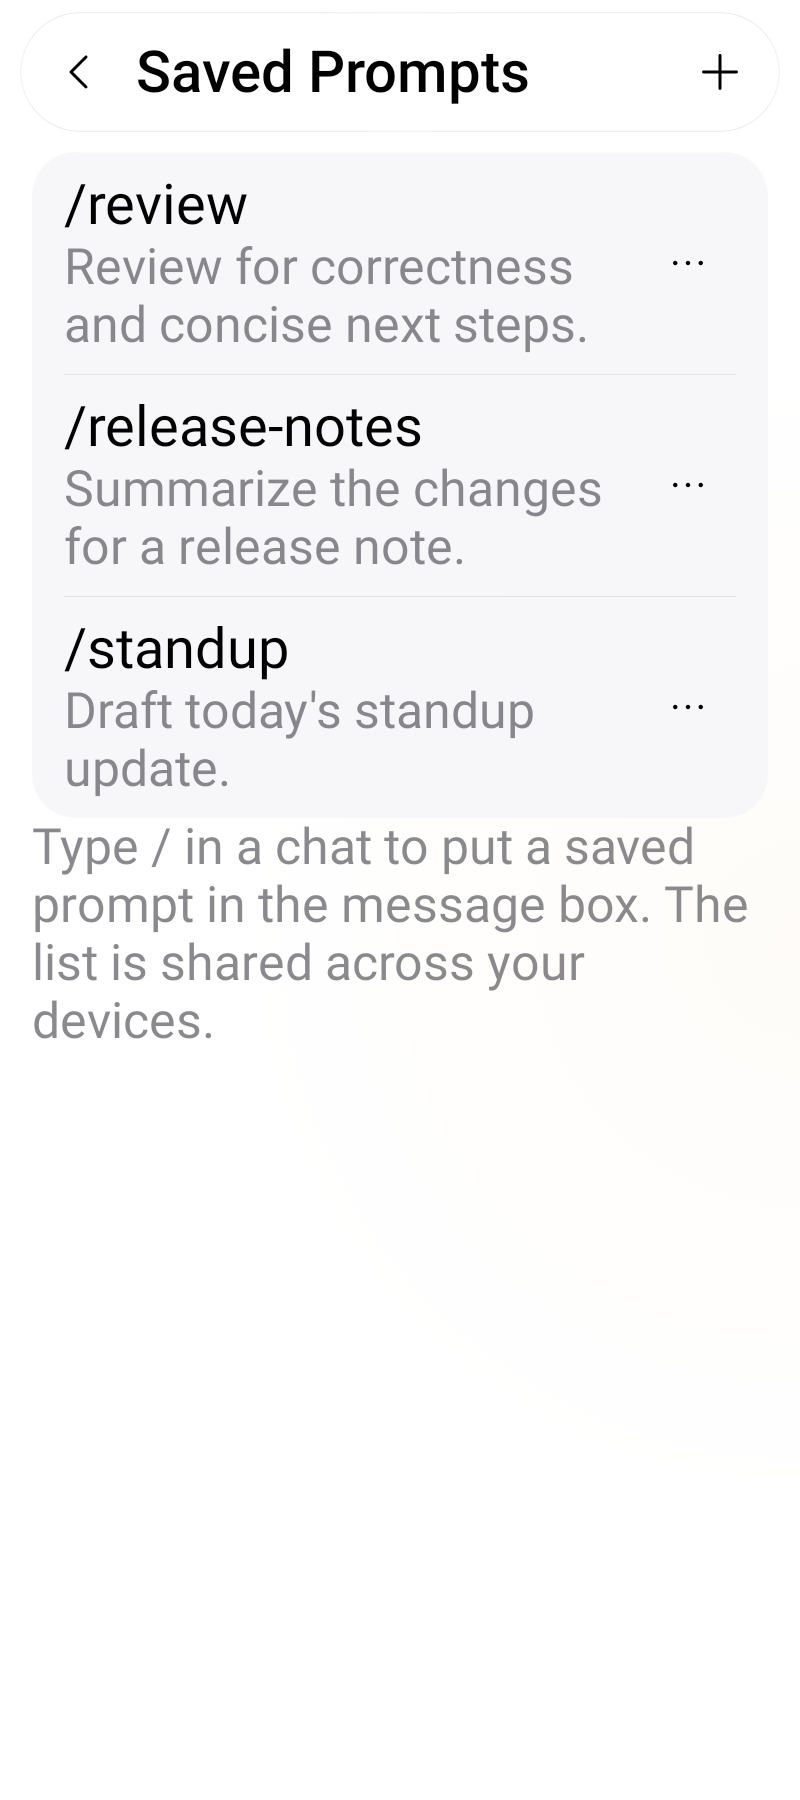 Saved Prompts
/review
Review for correctness
and concise next steps.
/release-notes
Summarize the changes
for a release note.
/standup
Draft today's standup
update.
Type / in a chat to put a saved
prompt in the message box. The
list is shared across your
devices.